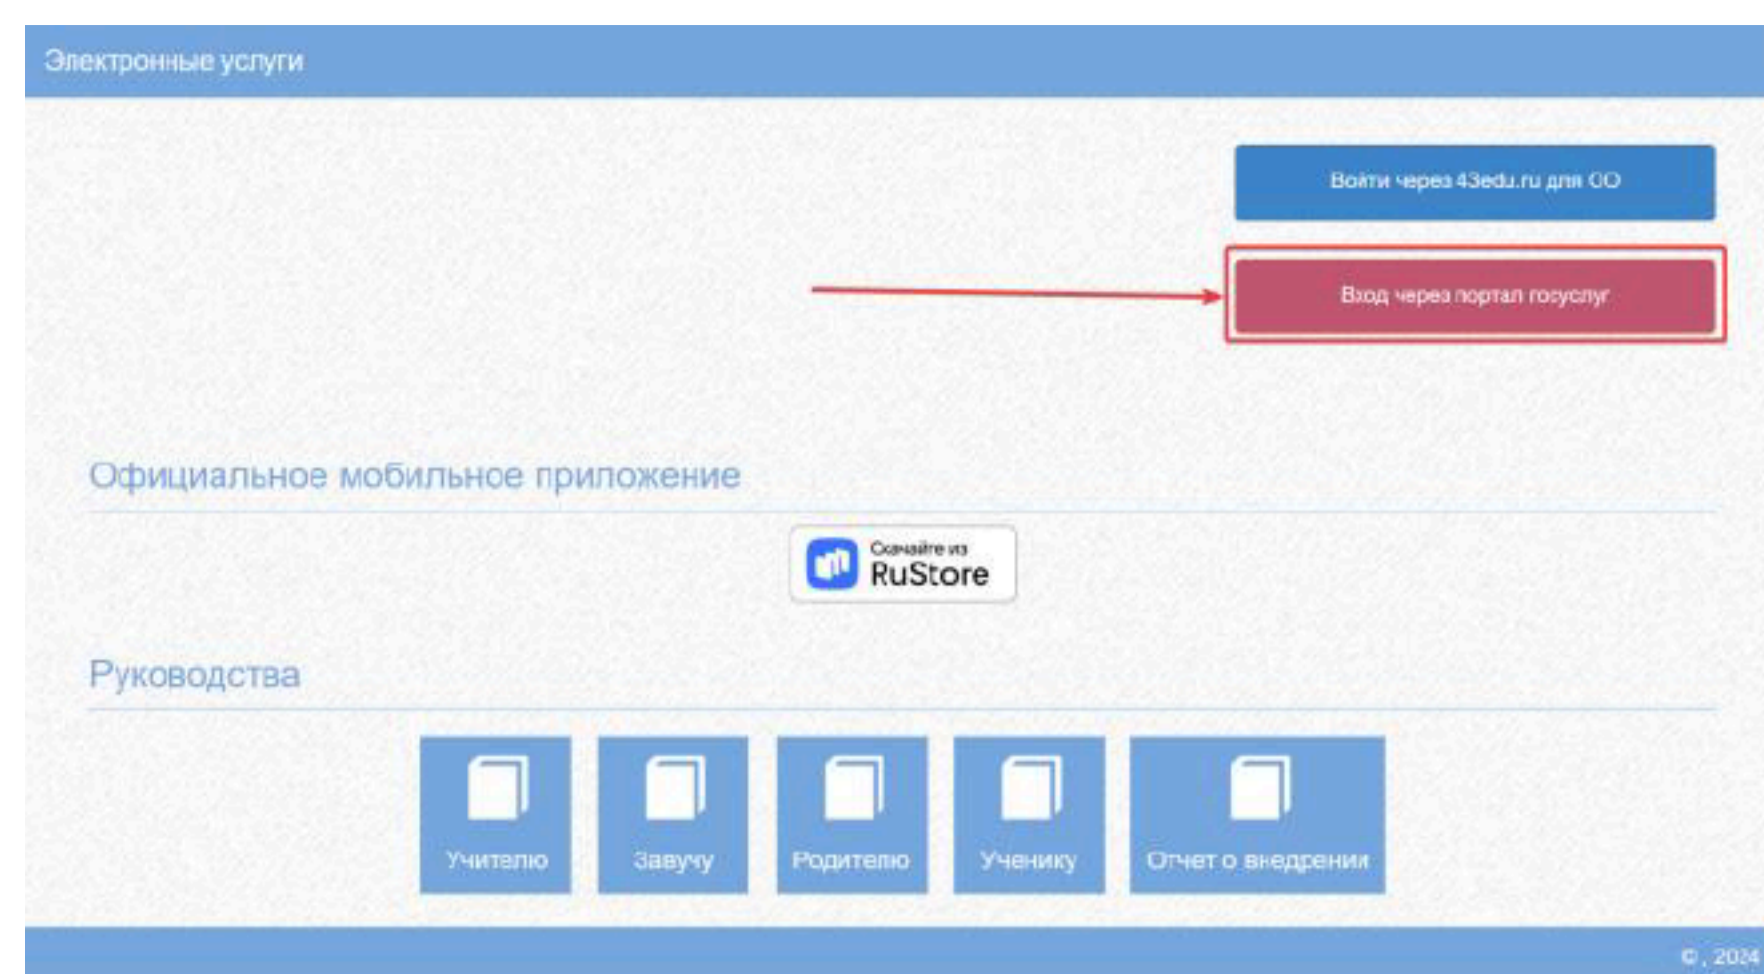 Электронные услуги
Войти через 43edu.ru для ОО
Вход через портал госуслуг
Официальное мобильное приложение
Скачайте из
RuStore
Руководства
Учителю
Завучу
Родителю
Ученику
Отчет о внедрении
© , 2024